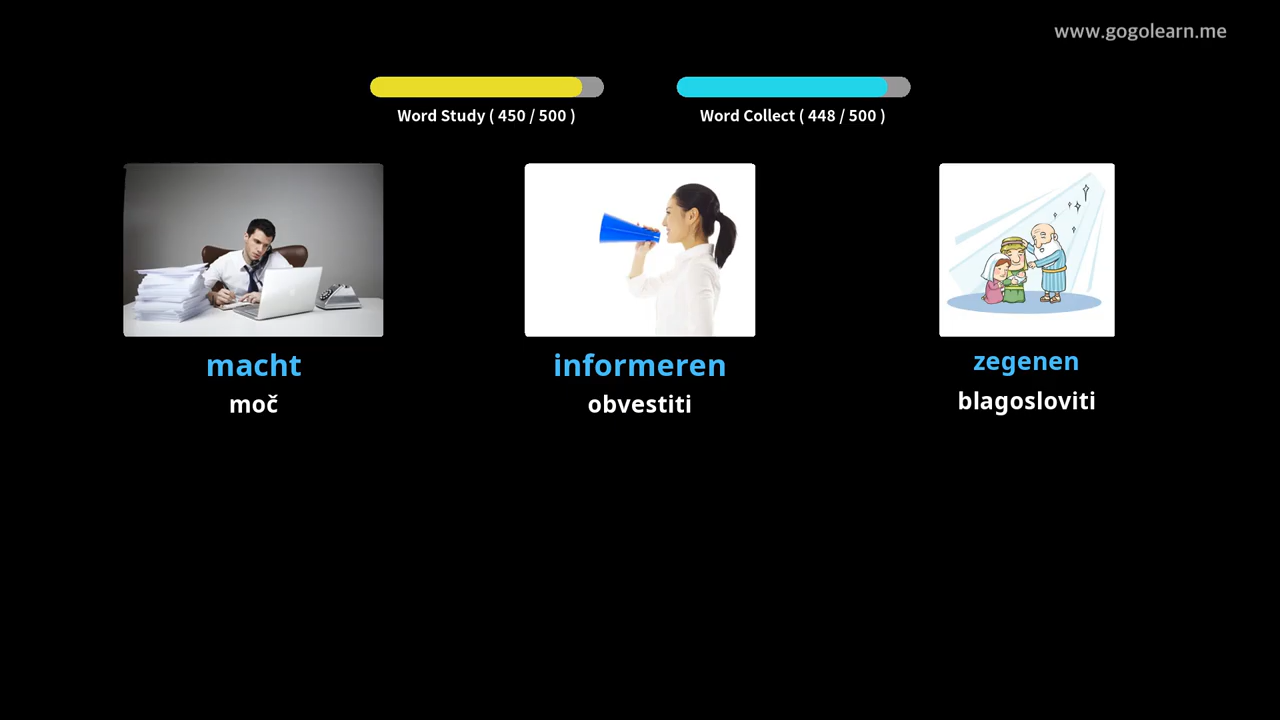 www.gogolearn.me
Word Study ( 450 / 500 )
Word Collect ( 448 / 500 )
macht
moč
informeren
obvestiti
zegenen
blagosloviti